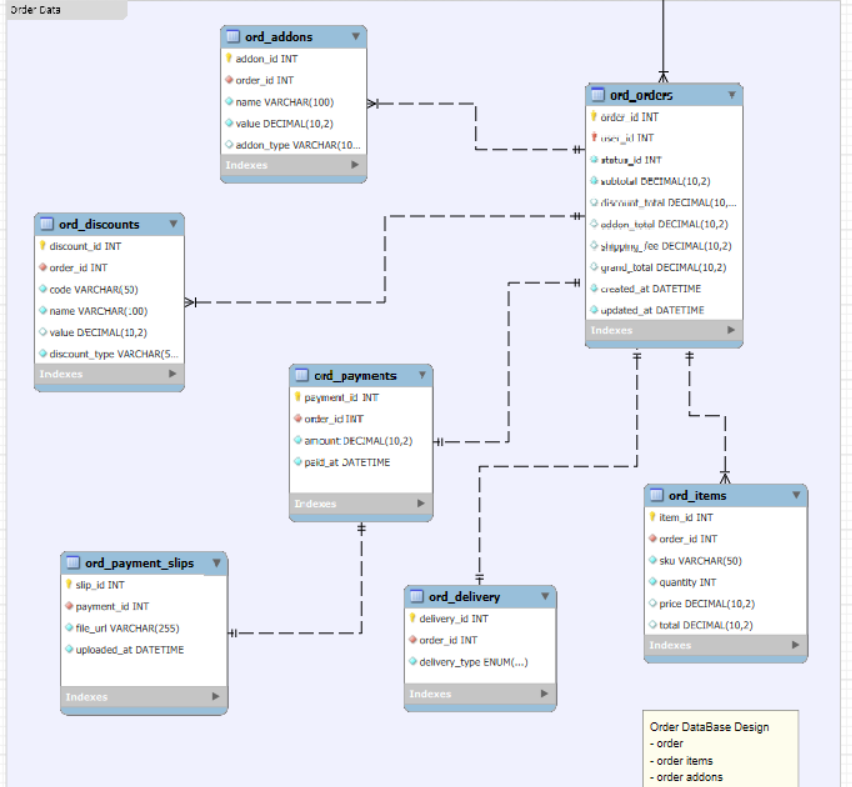 Order Data
ord_addons
addon_id INT
order_id INT
name VARCHAR(100)
value DECIMAL(10,2)
addon_type VARCHAR(10...
Indexes
ord_orders
order_id INT
user_id INT
status_id INT
subtotal DECIMAL(10,2)
discount_total DECIMAL(10,...
addon_total DECIMAL(10,2)
shipping_fee DECIMAL(10,2)
grand_total DECIMAL(10,2)
created_at DATETIME
updated_at DATETIME
Indexes
ord_discounts
discount_id INT
order_id INT
code VARCHAR(50)
name VARCHAR(100)
value DECIMAL(10,2)
discount_type VARCHAR(5...
Indexes
ord_payments
payment_id INT
order_id INT
amount DECIMAL(10,2)
paid_at DATETIME
Indexes
ord_items
item_id INT
order_id INT
sku VARCHAR(50)
quantity INT
price DECIMAL(10,2)
total DECIMAL(10,2)
Indexes
ord_payment_slips
slip_id INT
payment_id INT
file_url VARCHAR(255)
uploaded_at DATETIME
Indexes
ord_delivery
delivery_id INT
order_id INT
delivery_type ENUM(...)
Indexes
Order DataBase Design
- order
- order items
- order addons